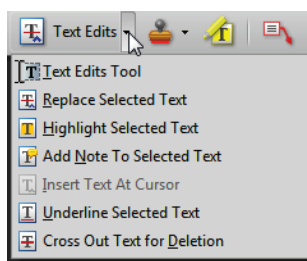 Text Edits
Text Edits Tool
Replace Selected Text
Highlight Selected Text
Add Note To Selected Text
Insert Text At Cursor
Underline Selected Text
Cross Out Text for Deletion